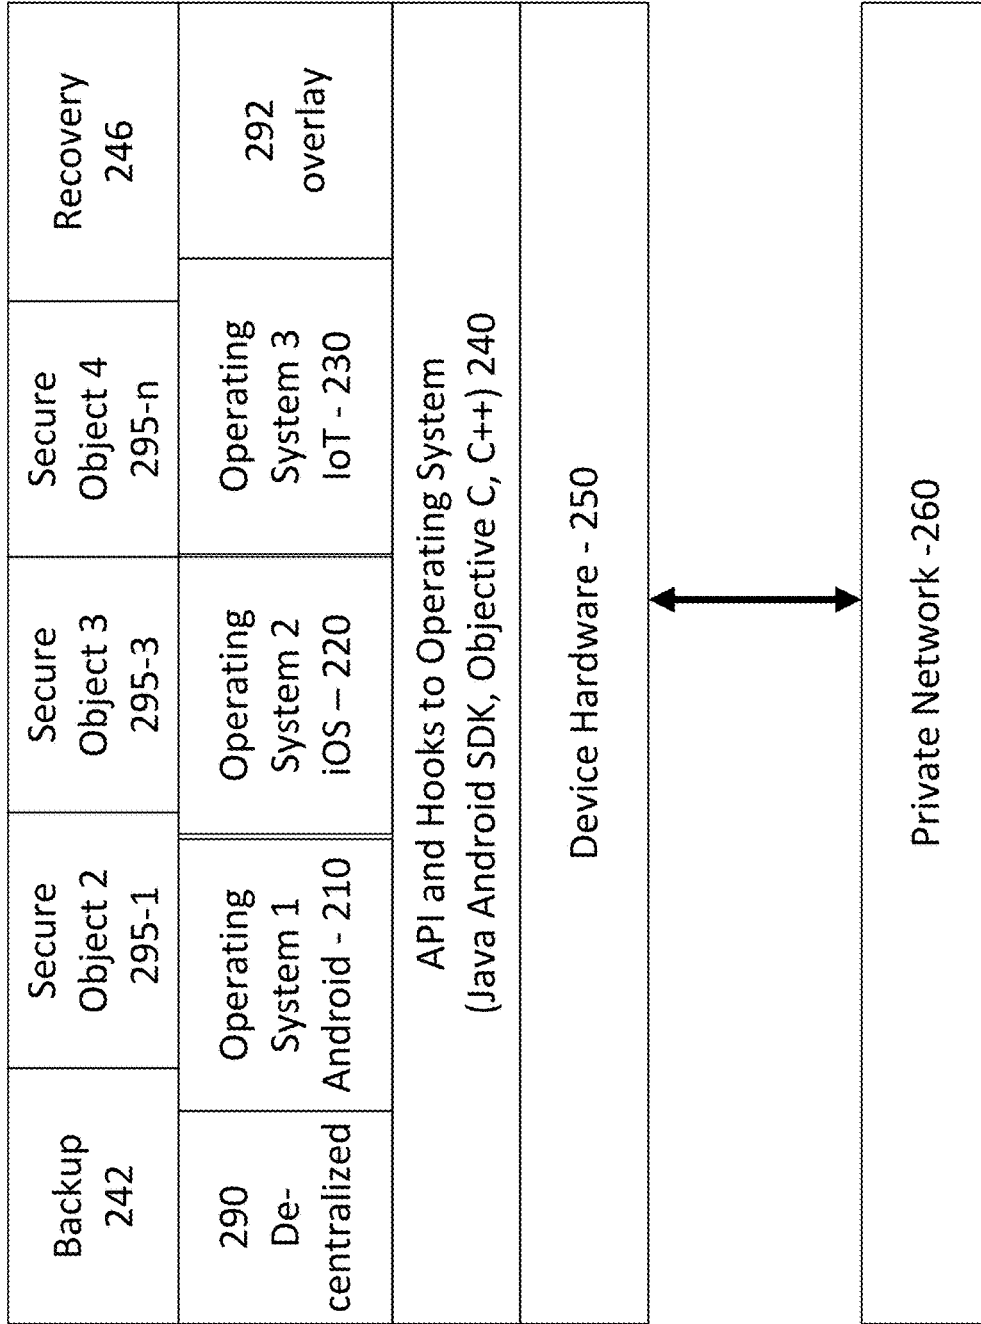 Backup
242
Secure
Object 2
295-1
Secure
Object 3
295-3
Secure
Object 4
295-n
Recovery
246
290
De-
centralized
Operating
System 1
Android - 210
Operating
System 2
iOS – 220
Operating
System 3
IoT - 230
292
overlay
API and Hooks to Operating System
(Java Android SDK, Objective C, C++) 240
Device Hardware - 250
Private Network -260